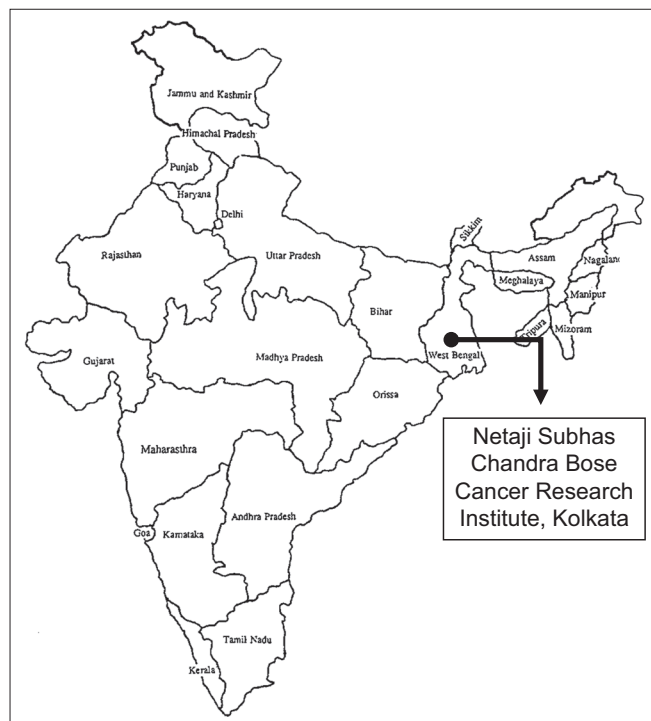 Jammu and Kashmir
Himachal Pradesh
Punjab
Haryana
Delhi
Rajasthan
Uttar Pradesh
Sikkim
Assam
Nagaland
Meghalaya
Manipur
Bihar
Tripura
Mizoram
Gujarat
Madhya Pradesh
West Bengal
Orissa
Maharasthra
Netaji Subhas
Chandra Bose
Cancer Research
Institute, Kolkata
Andhra Pradesh
Goa
Karnataka
Tamil Nadu
Kerala